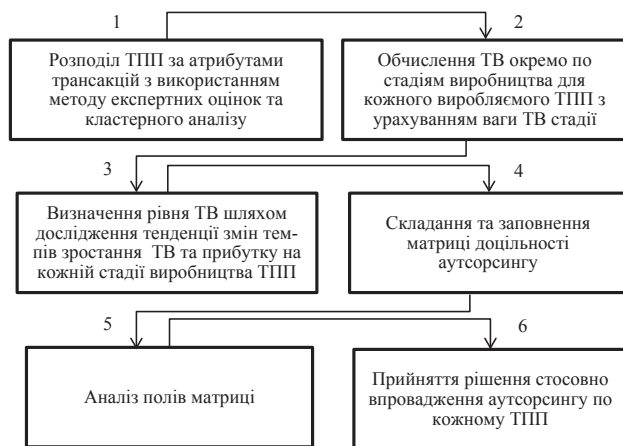 1
Розподіл ТПП за атрибутами
трансакцій з використанням
методу експертних оцінок та
кластерного аналізу
2
Обчислення ТВ окремо по
стадіям виробництва для
кожного виробляємого ТПП з
урахуванням ваги ТВ стадії
3
Визначення рівня ТВ шляхом
дослідження тенденції змін тем-
пів зростання ТВ та прибутку на
кожній стадії виробництва ТПП
4
Складання та заповнення
матриці доцільності
аутсорсингу
5
Аналіз полів матриці
6
Прийняття рішення стосовно
впровадження аутсорсингу по
кожному ТПП